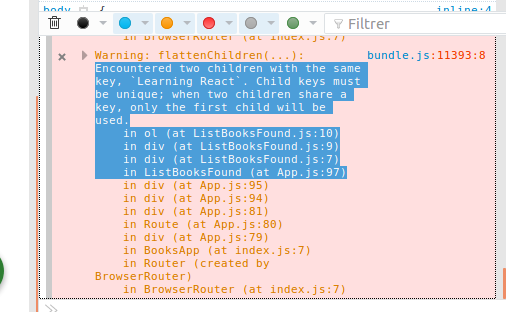 body {
inline:4
Filtrer
in BrowserRouter (at index.js:7)
Warning: flattenChildren(...): bundle.js:11393:8
Encountered two children with the same
key, `Learning React`. Child keys must
be unique; when two children share a
key, only the first child will be
used.
in ol (at ListBooksFound.js:10)
in div (at ListBooksFound.js:9)
in div (at ListBooksFound.js:7)
in ListBooksFound (at App.js:97)
in div (at App.js:95)
in div (at App.js:94)
in div (at App.js:81)
in Route (at App.js:80)
in div (at App.js:79)
in BooksApp (at index.js:7)
in Router (created by
BrowserRouter)
in BrowserRouter (at index.js:7)